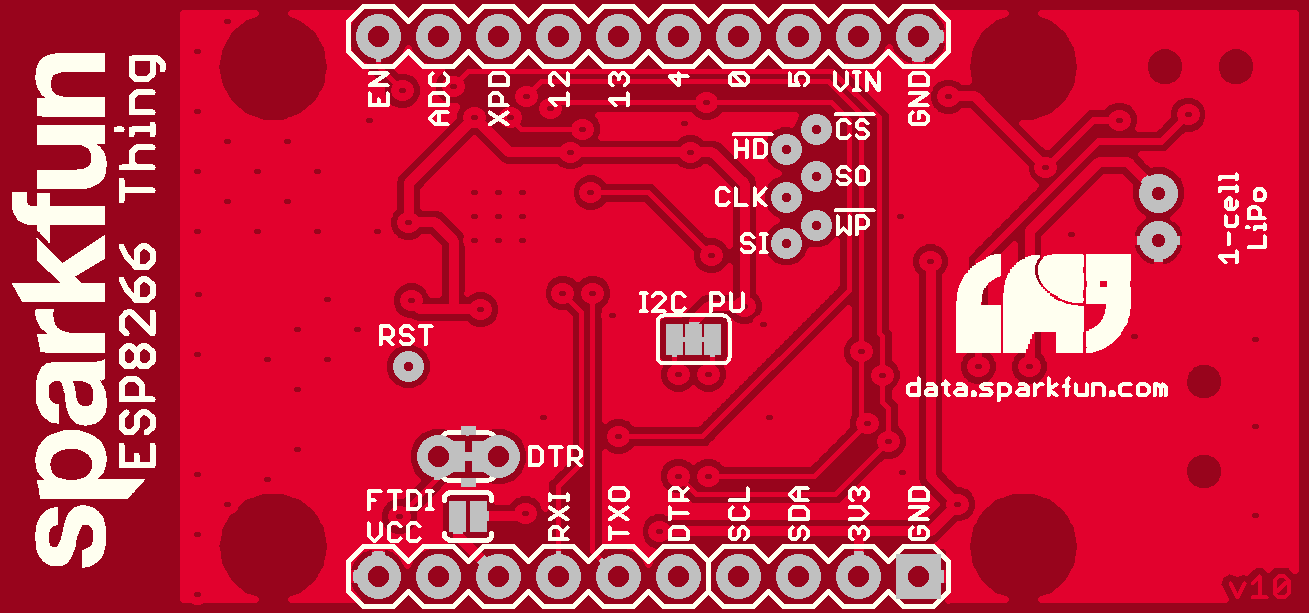 sparkfun
ESP8266 Thing
EN
ADC
XPD
12
13
4
0
5
VIN
GND
CS
HD
SO
CLK
WP
SI
1-cell
LiPo
I2C PU
RST
data.sparkfun.com
DTR
FTDI
VCC
RXI
TXO
DTR
SCL
SDA
3V3
GND
v10